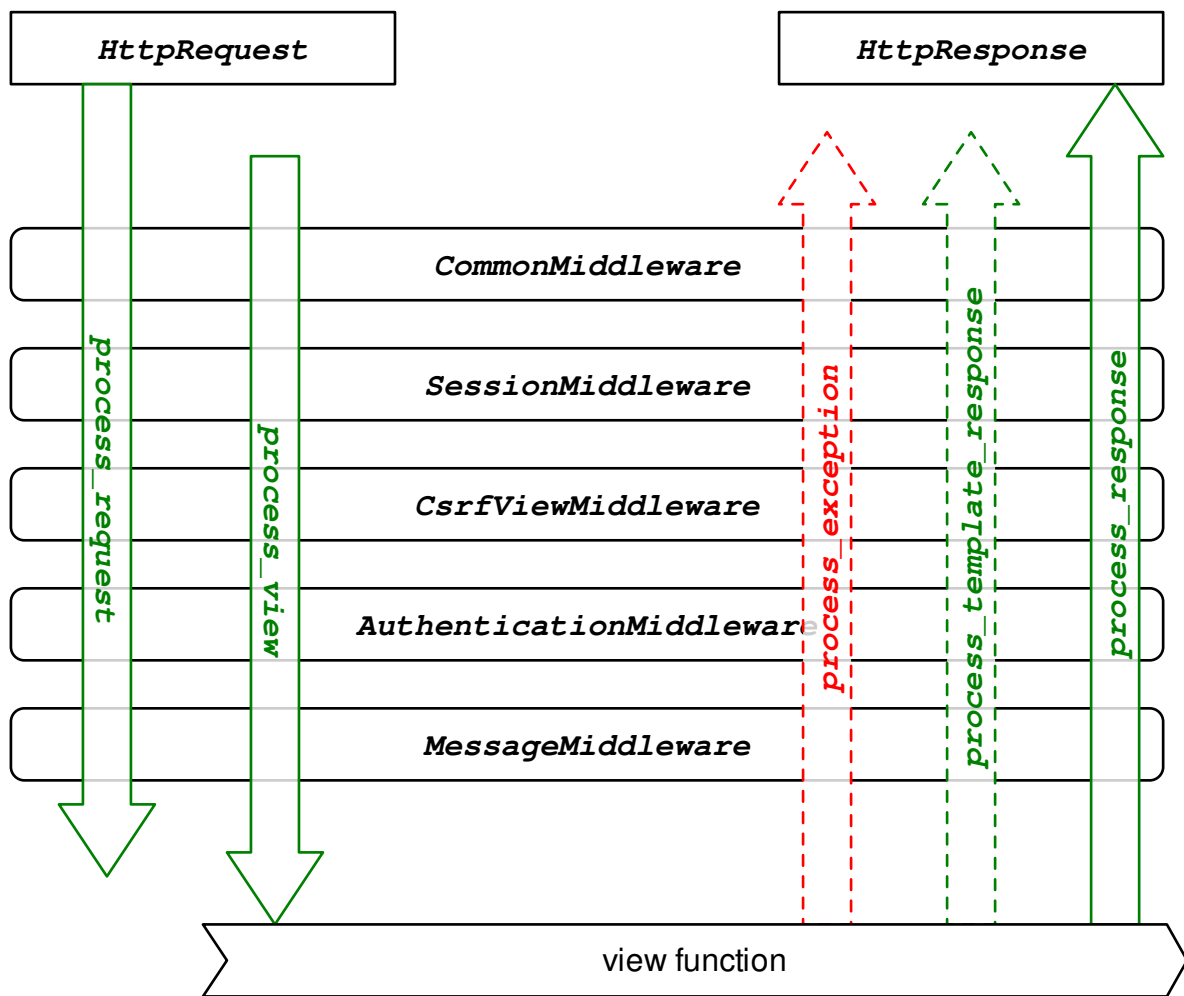 HttpRequest
HttpResponse
CommonMiddleware
SessionMiddleware
CsrfViewMiddleware
AuthenticationMiddleware
MessageMiddleware
process_request
process_view
process_exception
process_template_response
process_response
view function